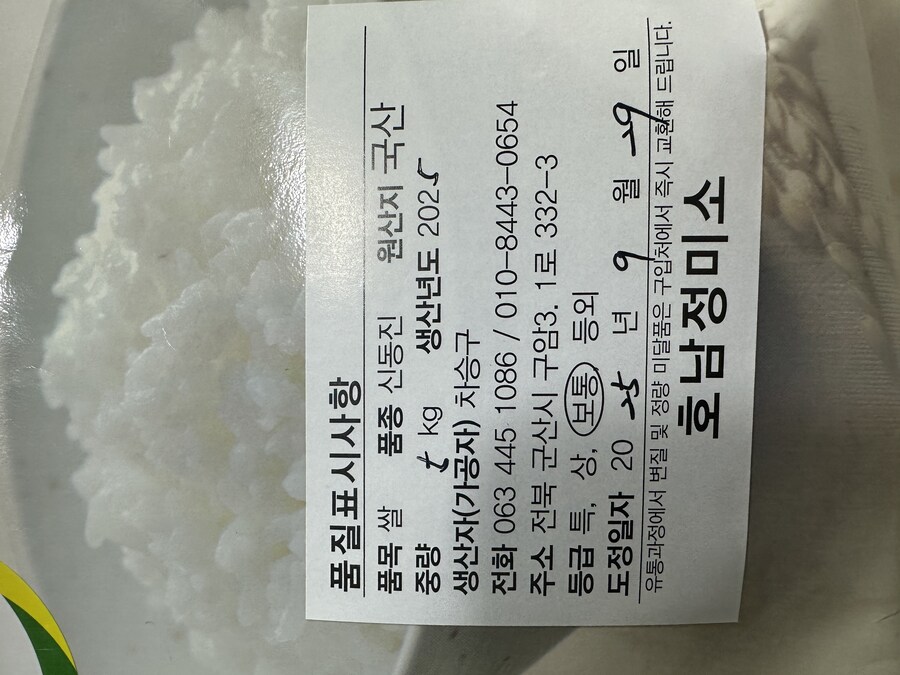 품질표시사항
품목 쌀 품종 신동진 원산지 국산
중량 5 kg 생산년도 2025
생산자(가공자) 차승구
전화 063 445 1086 / 010-8443-0654
주소 전북 군산시 구암3. 1로 332-3
등급 특, 상, 보통, 등외
도정일자 2025 년 9 월 29 일
유통과정에서 변질 및 정량 미달품은 구입처에서 즉시 교환해 드립니다.
호남정미소